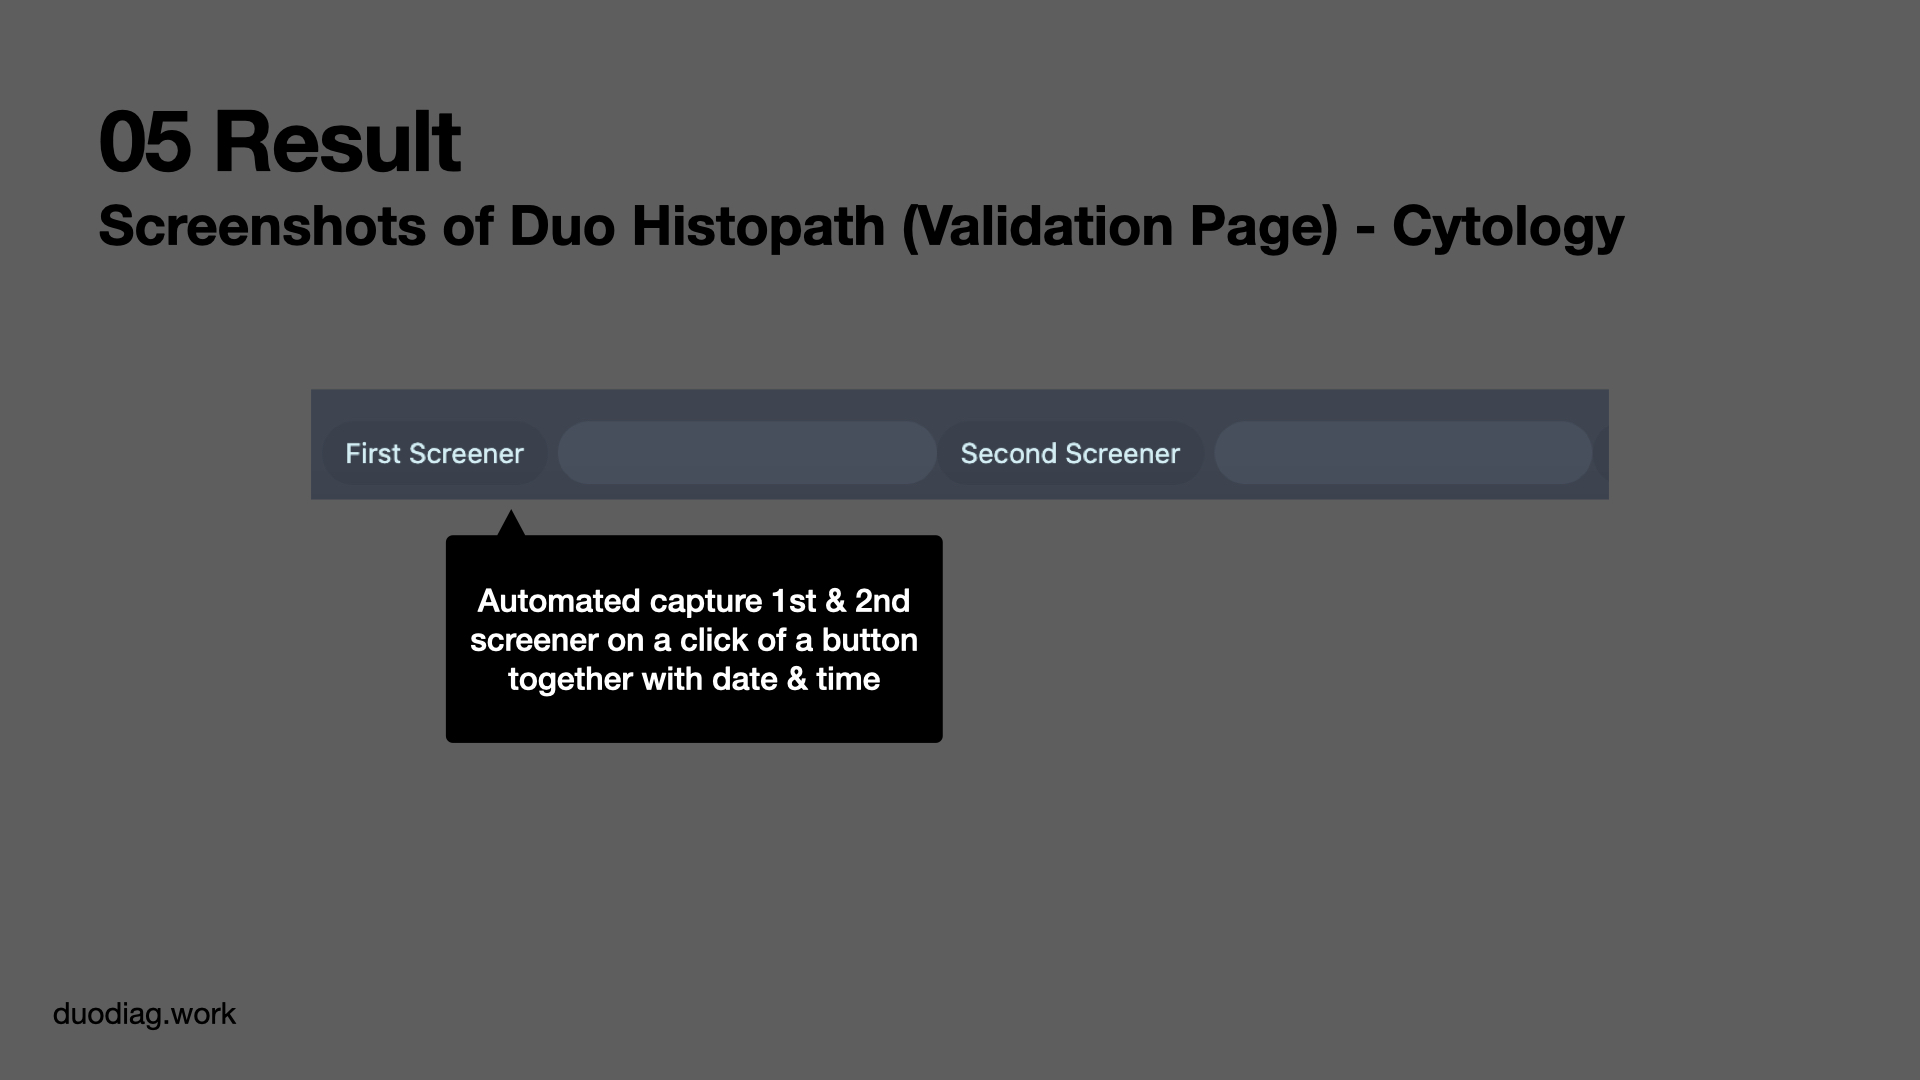 05 Result
Screenshots of Duo Histopath (Validation Page) - Cytology
First Screener
Second Screener
Automated capture 1st & 2nd
screener on a click of a button
together with date & time
duodiag.work